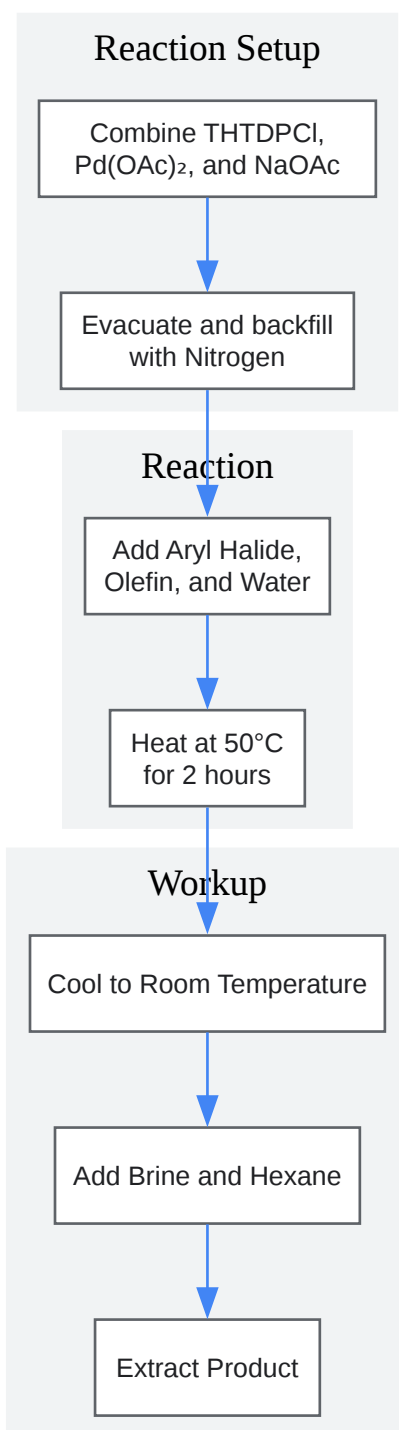 Reaction Setup
Combine THTDPCl,
Pd(OAc)₂, and NaOAc
Evacuate and backfill
with Nitrogen
Reaction
Add Aryl Halide,
Olefin, and Water
Heat at 50°C
for 2 hours
Workup
Cool to Room Temperature
Add Brine and Hexane
Extract Product